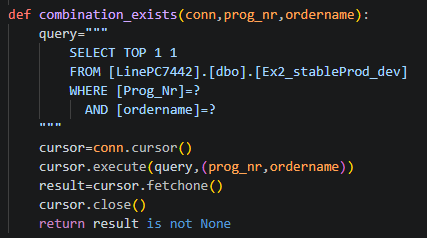 def combination_exists(conn,prog_nr,ordername):
    query="""
        SELECT TOP 1 1
        FROM [LinePC7442].[dbo].[Ex2_stableProd_dev]
        WHERE [Prog_Nr]=?
          AND [ordername]=?
    """
    cursor=conn.cursor()
    cursor.execute(query,(prog_nr,ordername))
    result=cursor.fetchone()
    cursor.close()
    return result is not None